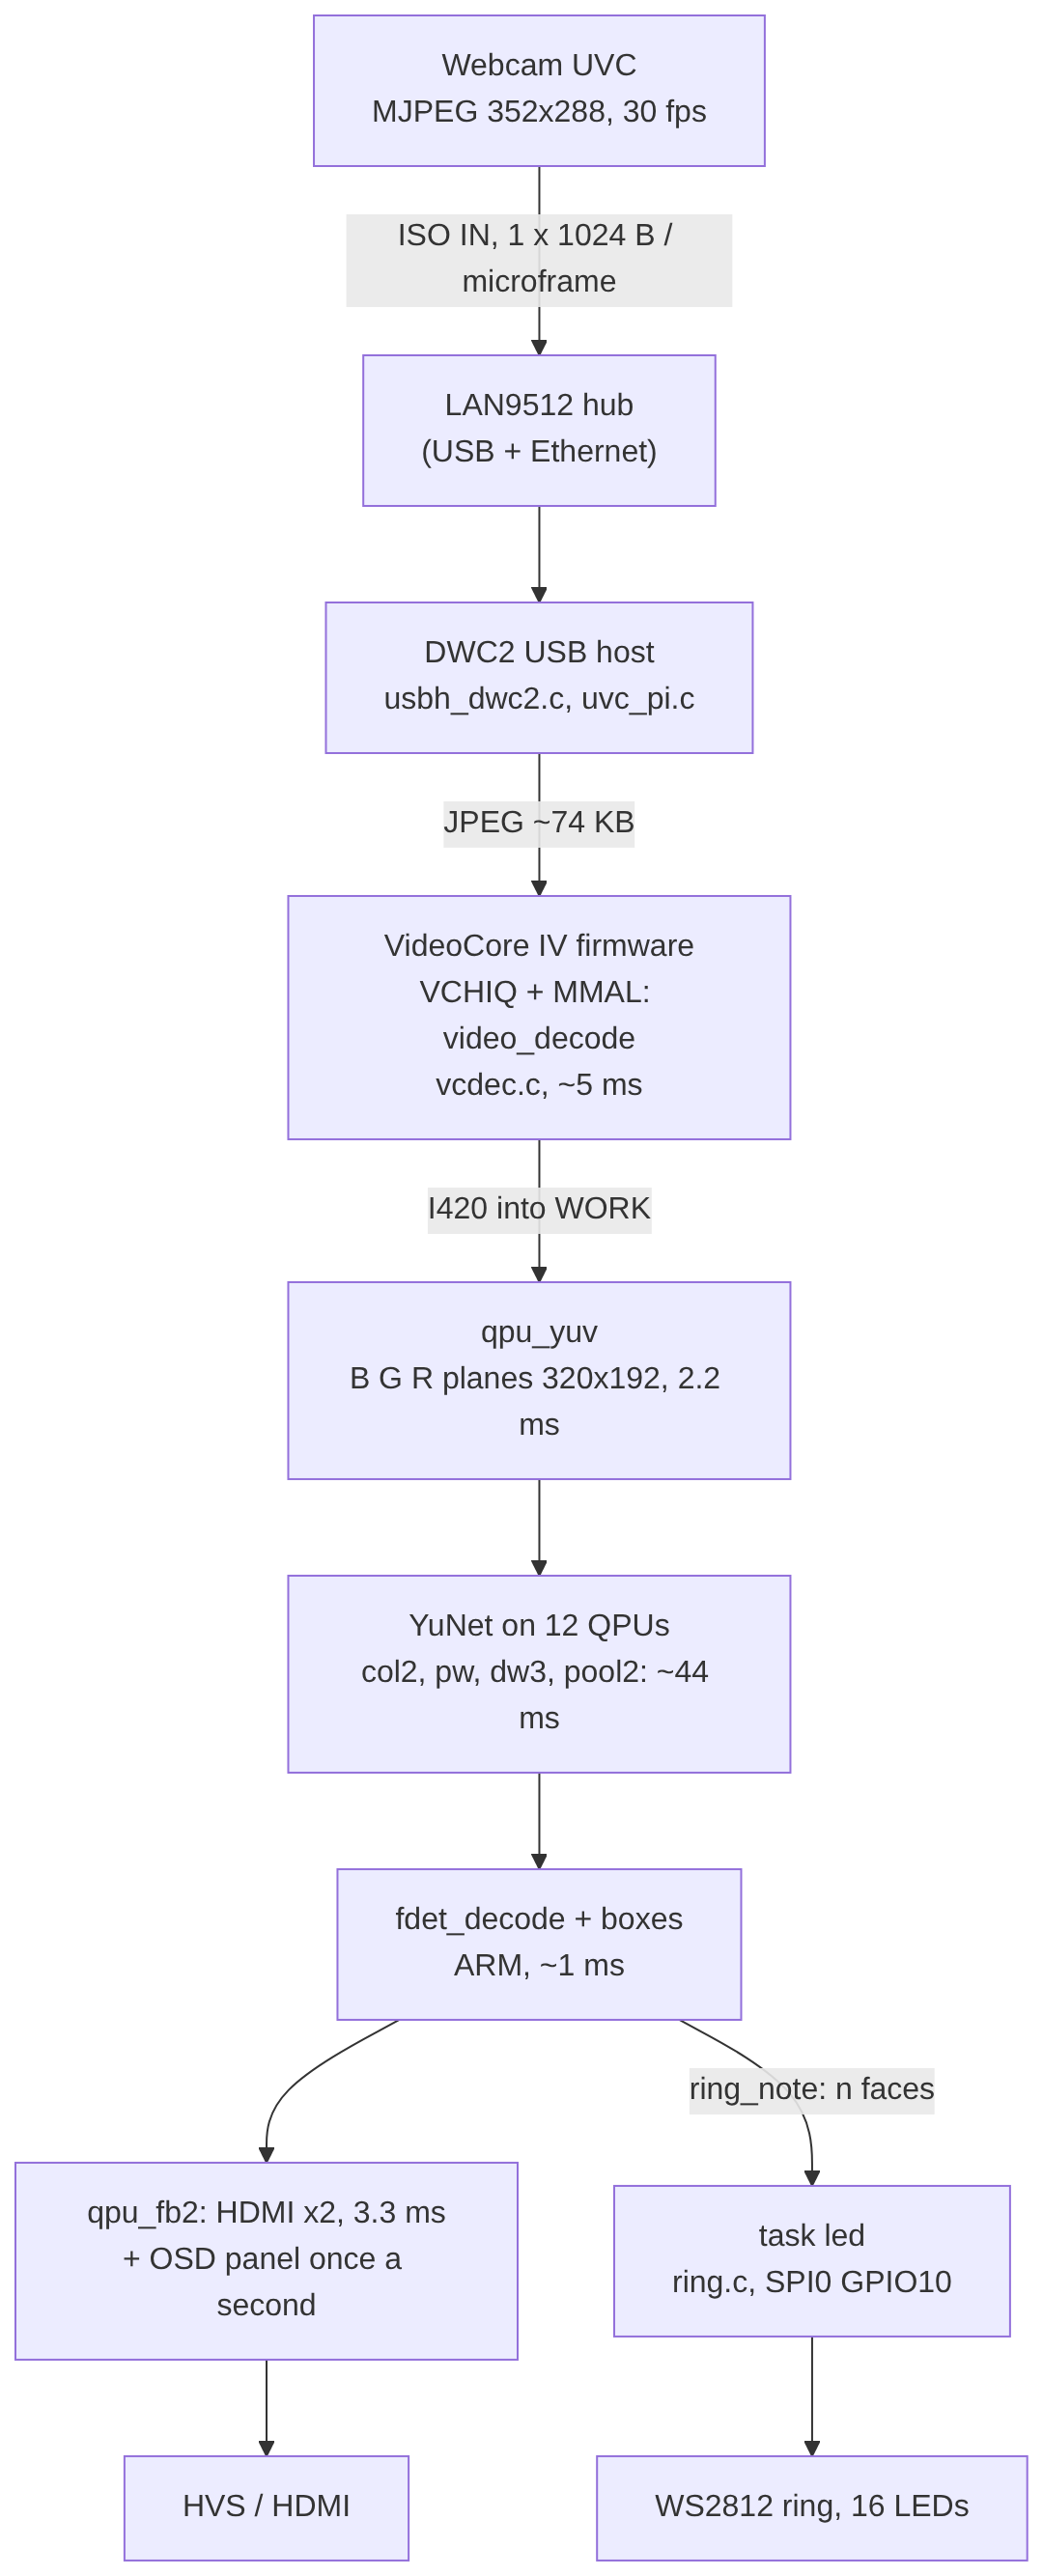 Webcam UVC
MJPEG 352x288, 30 fps
ISO IN, 1 x 1024 B /
microframe
LAN9512 hub
(USB + Ethernet)
DWC2 USB host
usbh_dwc2.c, uvc_pi.c
JPEG ~74 KB
VideoCore IV firmware
VCHIQ + MMAL:
video_decode
vcdec.c, ~5 ms
I420 into WORK
qpu_yuv
B G R planes 320x192, 2.2
ms
YuNet on 12 QPUs
col2, pw, dw3, pool2: ~44
ms
fdet_decode + boxes
ARM, ~1 ms
ring_note: n faces
qpu_fb2: HDMI x2, 3.3 ms
+ OSD panel once a
second
task led
ring.c, SPI0 GPIO10
HVS / HDMI
WS2812 ring, 16 LEDs